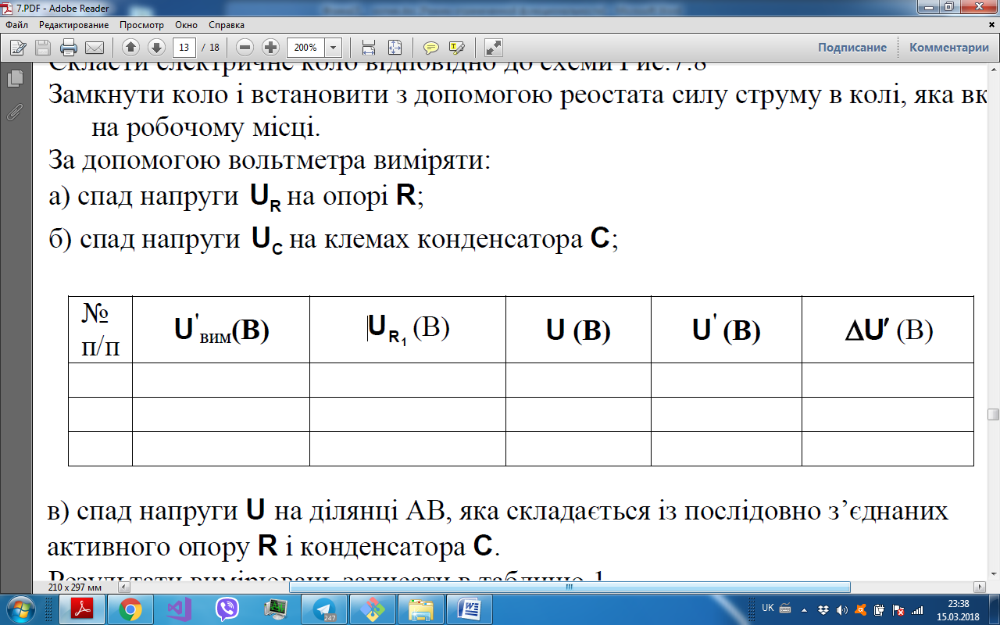 7.PDF - Adobe Reader
Файл Редактирование Просмотр Окно Справка
13 / 18 200% Подписание Комментарии
Скласти електричне коло відповідно до схеми Рис.7.8
Замкнути коло і встановити з допомогою реостата силу струму в колі, яка вк
на робочому місці.
За допомогою вольтметра виміряти:
а) спад напруги U_R на опорі R;
б) спад напруги U_C на клемах конденсатора C;
№ п/п U'вим(В) U_R₁ (В) U (В) U' (В) ΔU′ (В)
в) спад напруги U на ділянці АВ, яка складається із послідовно з’єднаних
активного опору R і конденсатора C.
Результати вимірювань записати в таблицю 1
210 x 297 мм
247
UK
23:38
15.03.2018